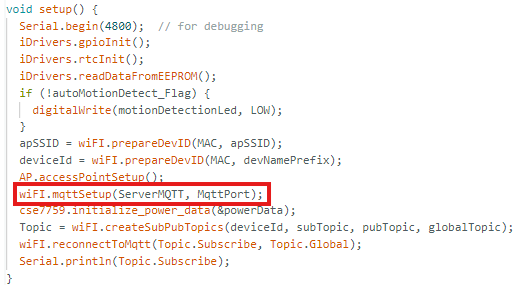 void setup() {
  Serial.begin(4800);  // for debugging
  iDrivers.gpioInit();
  iDrivers.rtcInit();
  iDrivers.readDataFromEEPROM();
  if (!autoMotionDetect_Flag) {
    digitalWrite(motionDetectionLed, LOW);
  }
  apSSID = wiFI.prepareDevID(MAC, apSSID);
  deviceId = wiFI.prepareDevID(MAC, devNamePrefix);
  AP.accessPointSetup();
  wiFI.mqttSetup(ServerMQTT, MqttPort);
  cse7759.initialize_power_data(&powerData);
  Topic = wiFI.createSubPubTopics(deviceId, subTopic, pubTopic, globalTopic);
  wiFI.reconnectToMqtt(Topic.Subscribe, Topic.Global);
  Serial.println(Topic.Subscribe);
}